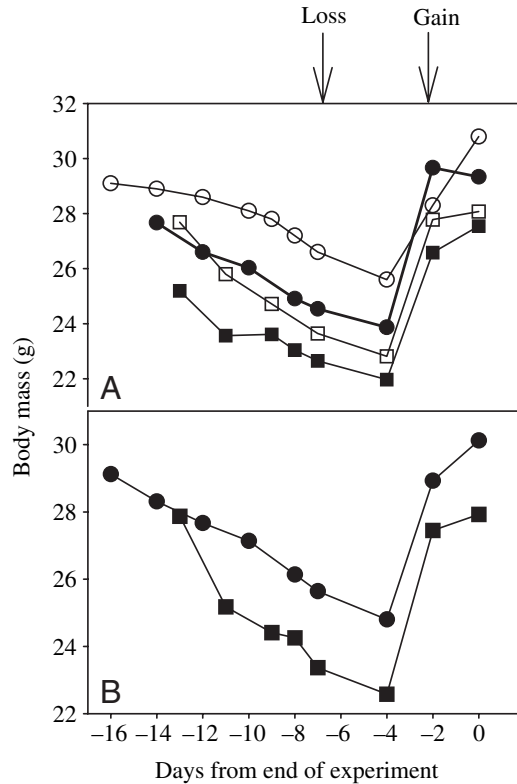 Loss Gain
32
30
28
26
24
22
A
Body mass (g)
30
28
26
24
22
B
–16 –14 –12 –10 –8 –6 –4 –2 0
Days from end of experiment